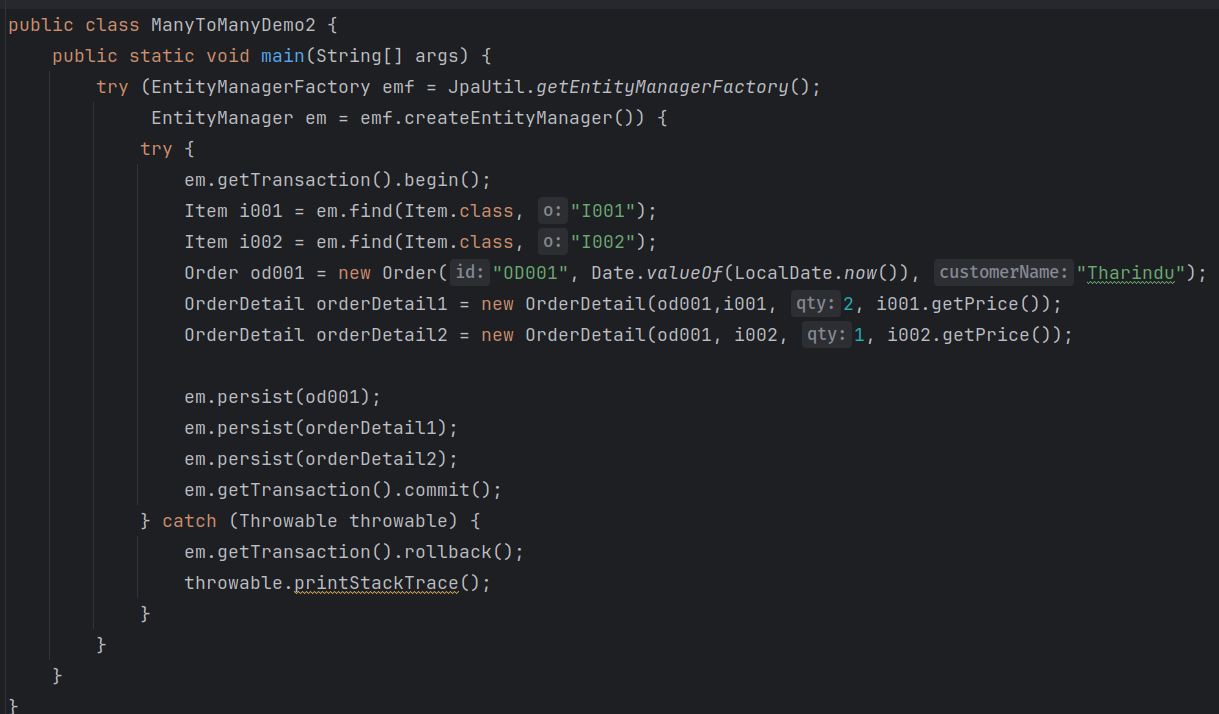 public class ManyToManyDemo2 {
    public static void main(String[] args) {
        try (EntityManagerFactory emf = JpaUtil.getEntityManagerFactory();
             EntityManager em = emf.createEntityManager()) {
            try {
                em.getTransaction().begin();
                Item i001 = em.find(Item.class, o: "I001");
                Item i002 = em.find(Item.class, o: "I002");
                Order od001 = new Order( id: "OD001", Date.valueOf(LocalDate.now()), customerName: "Tharindu");
                OrderDetail orderDetail1 = new OrderDetail(od001,i001, qty: 2, i001.getPrice());
                OrderDetail orderDetail2 = new OrderDetail(od001, i002, qty: 1, i002.getPrice());

                em.persist(od001);
                em.persist(orderDetail1);
                em.persist(orderDetail2);
                em.getTransaction().commit();
            } catch (Throwable throwable) {
                em.getTransaction().rollback();
                throwable.printStackTrace();
            }
        }
    }
}